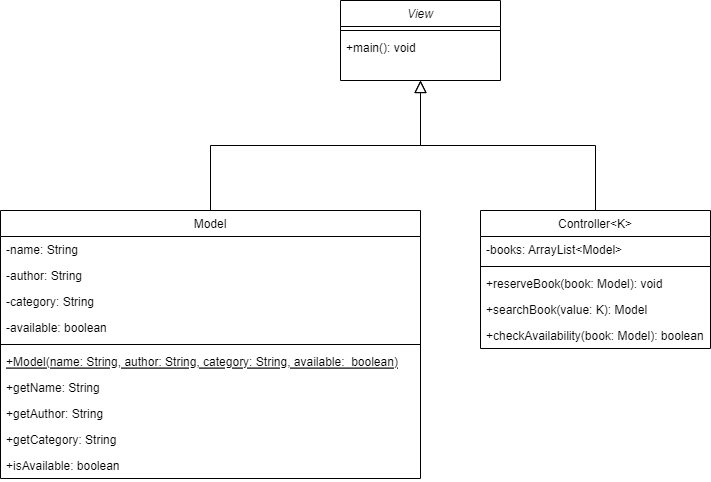 View
+main(): void
Model
-name: String
-author: String
-category: String
-available: boolean
+Model(name: String, author: String, category: String, available:  boolean)
+getName: String
+getAuthor: String
+getCategory: String
+isAvailable: boolean
Controller<K>
-books: ArrayList<Model>
+reserveBook(book: Model): void
+searchBook(value: K): Model
+checkAvailability(book: Model): boolean